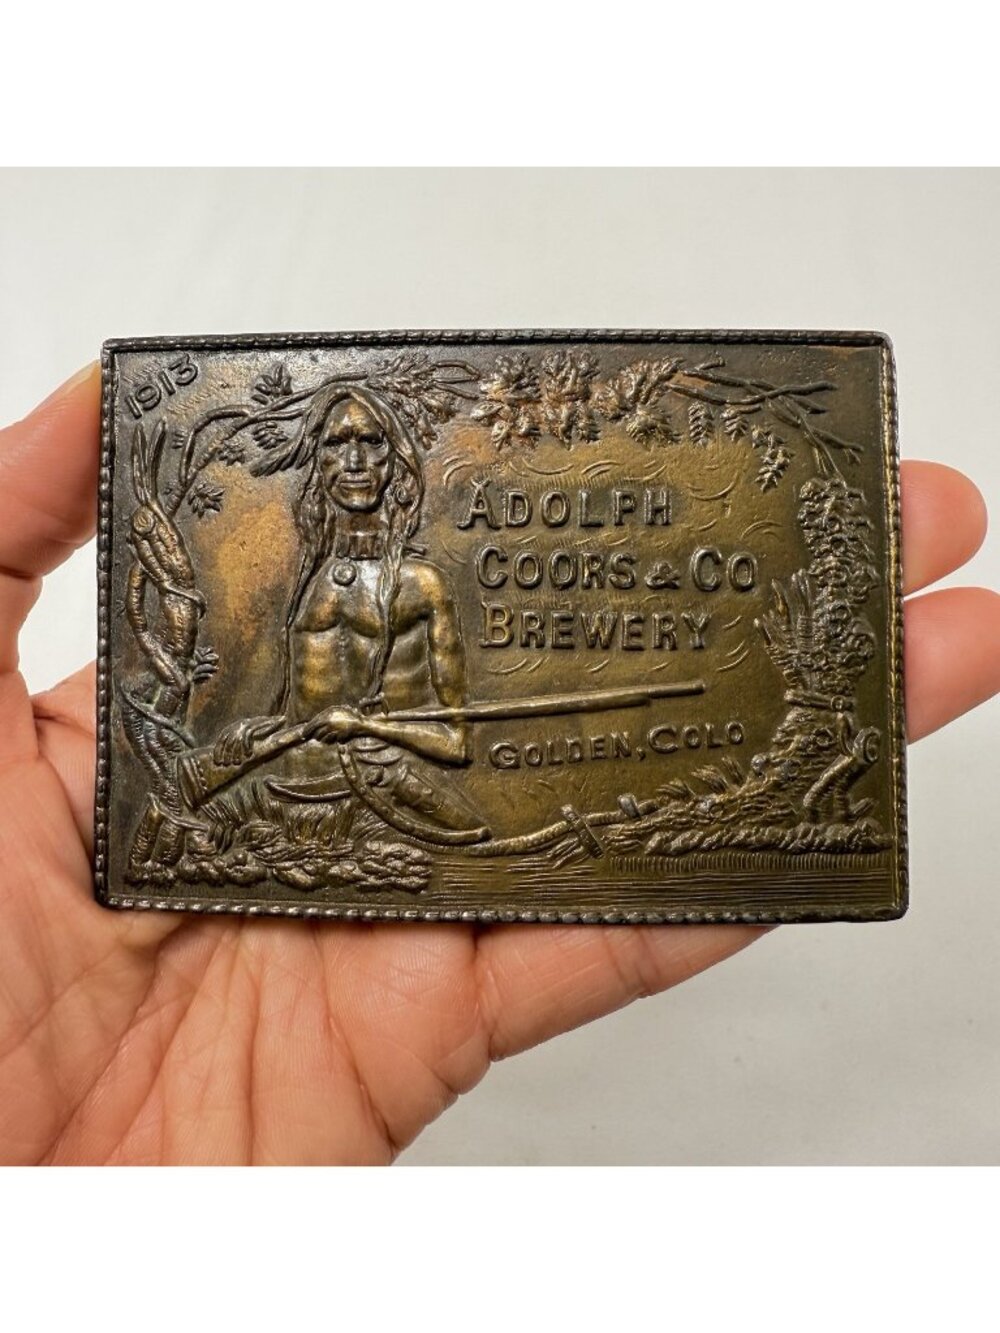 1913
ADOLPH
COORS & CO
BREWERY
GOLDEN, COLO